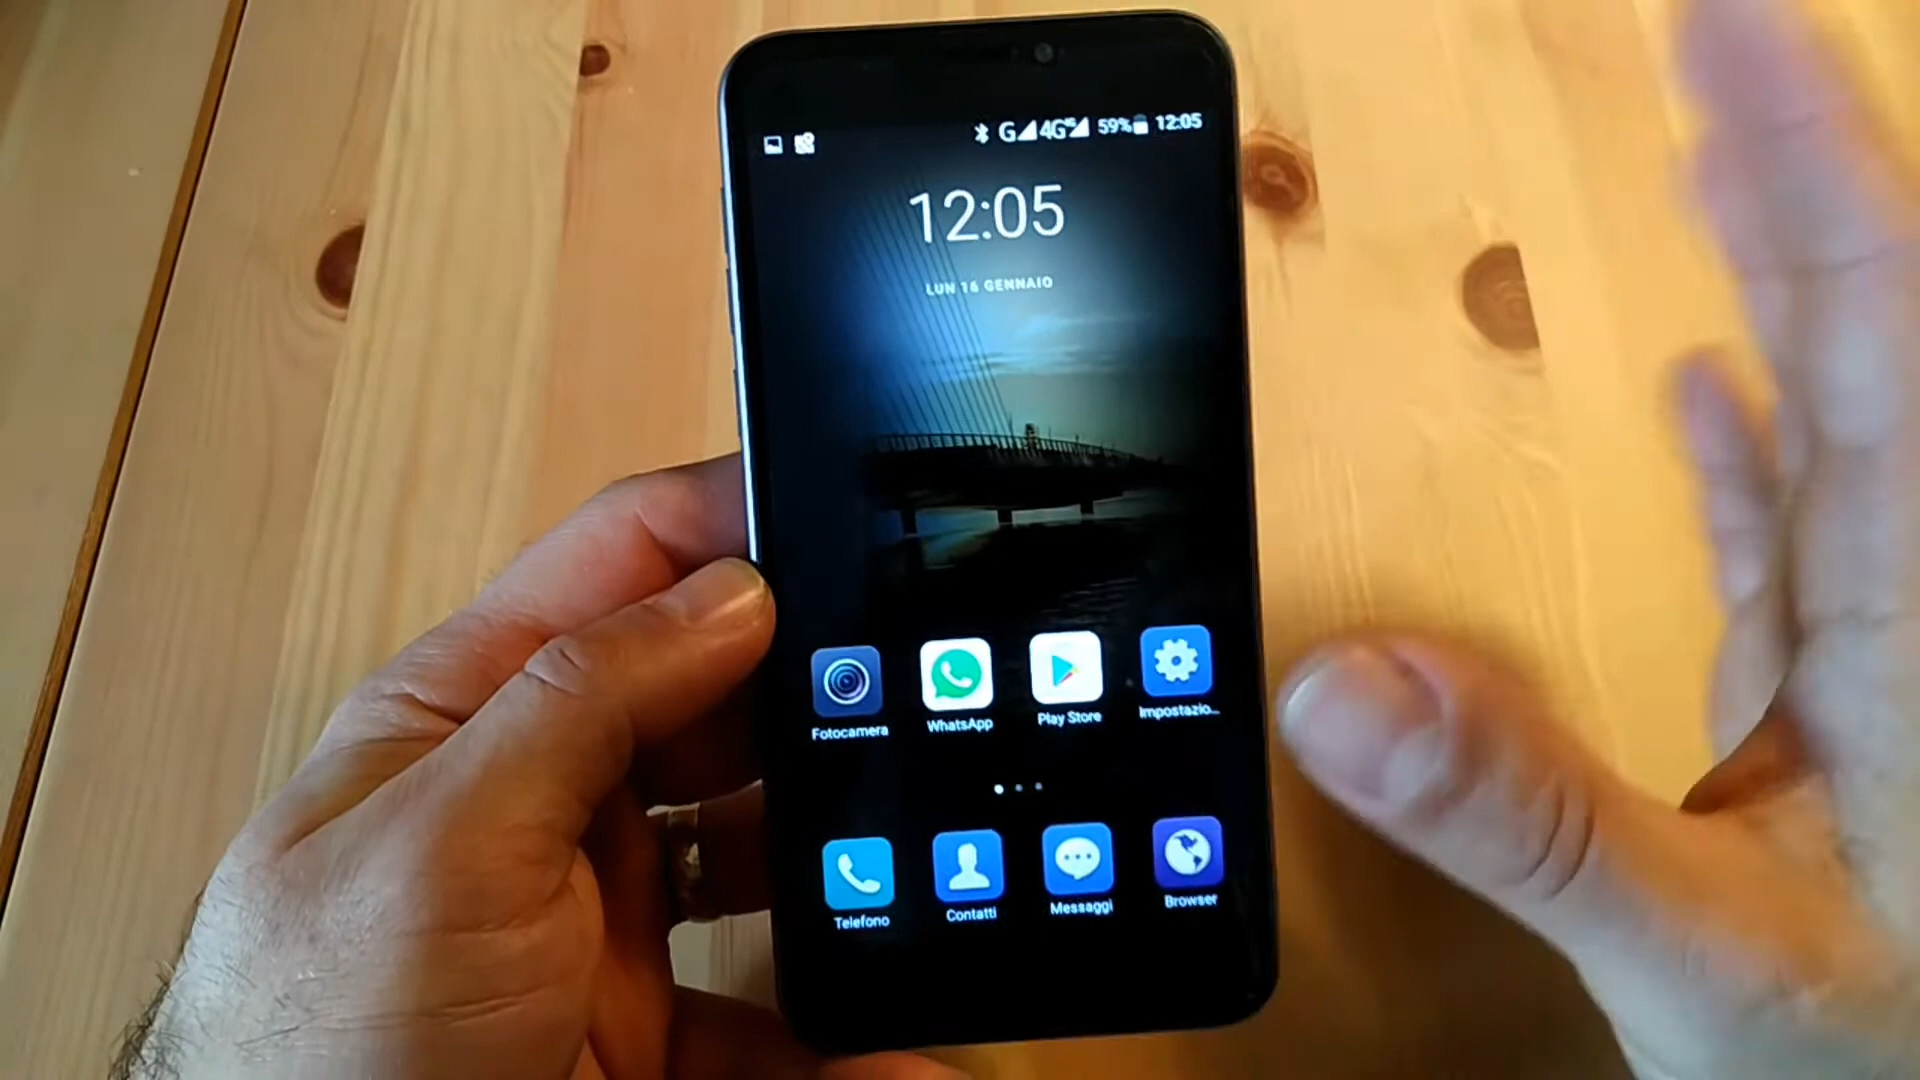 G 4G 59% 12:05
12:05
LUN 16 GENNAIO
Fotocamera WhatsApp Play Store Impostazio...
Telefono Contatti Messaggi Browser